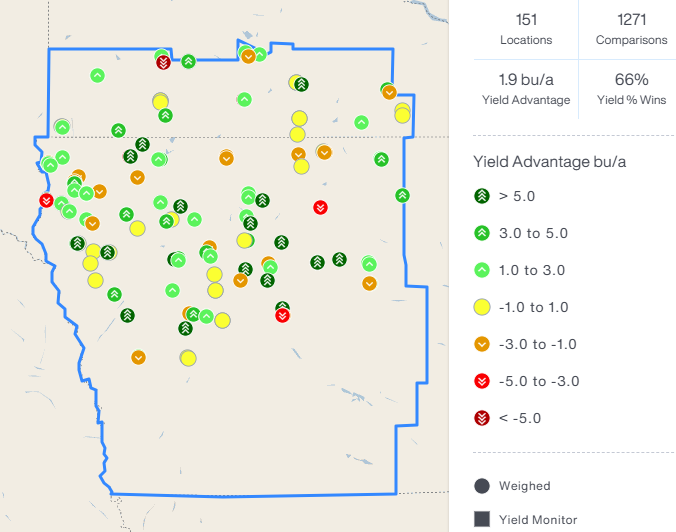 151
Locations
1271
Comparisons
1.9 bu/a
Yield Advantage
66%
Yield % Wins
Yield Advantage bu/a
> 5.0
3.0 to 5.0
1.0 to 3.0
-1.0 to 1.0
-3.0 to -1.0
-5.0 to -3.0
< -5.0
Weighed
Yield Monitor